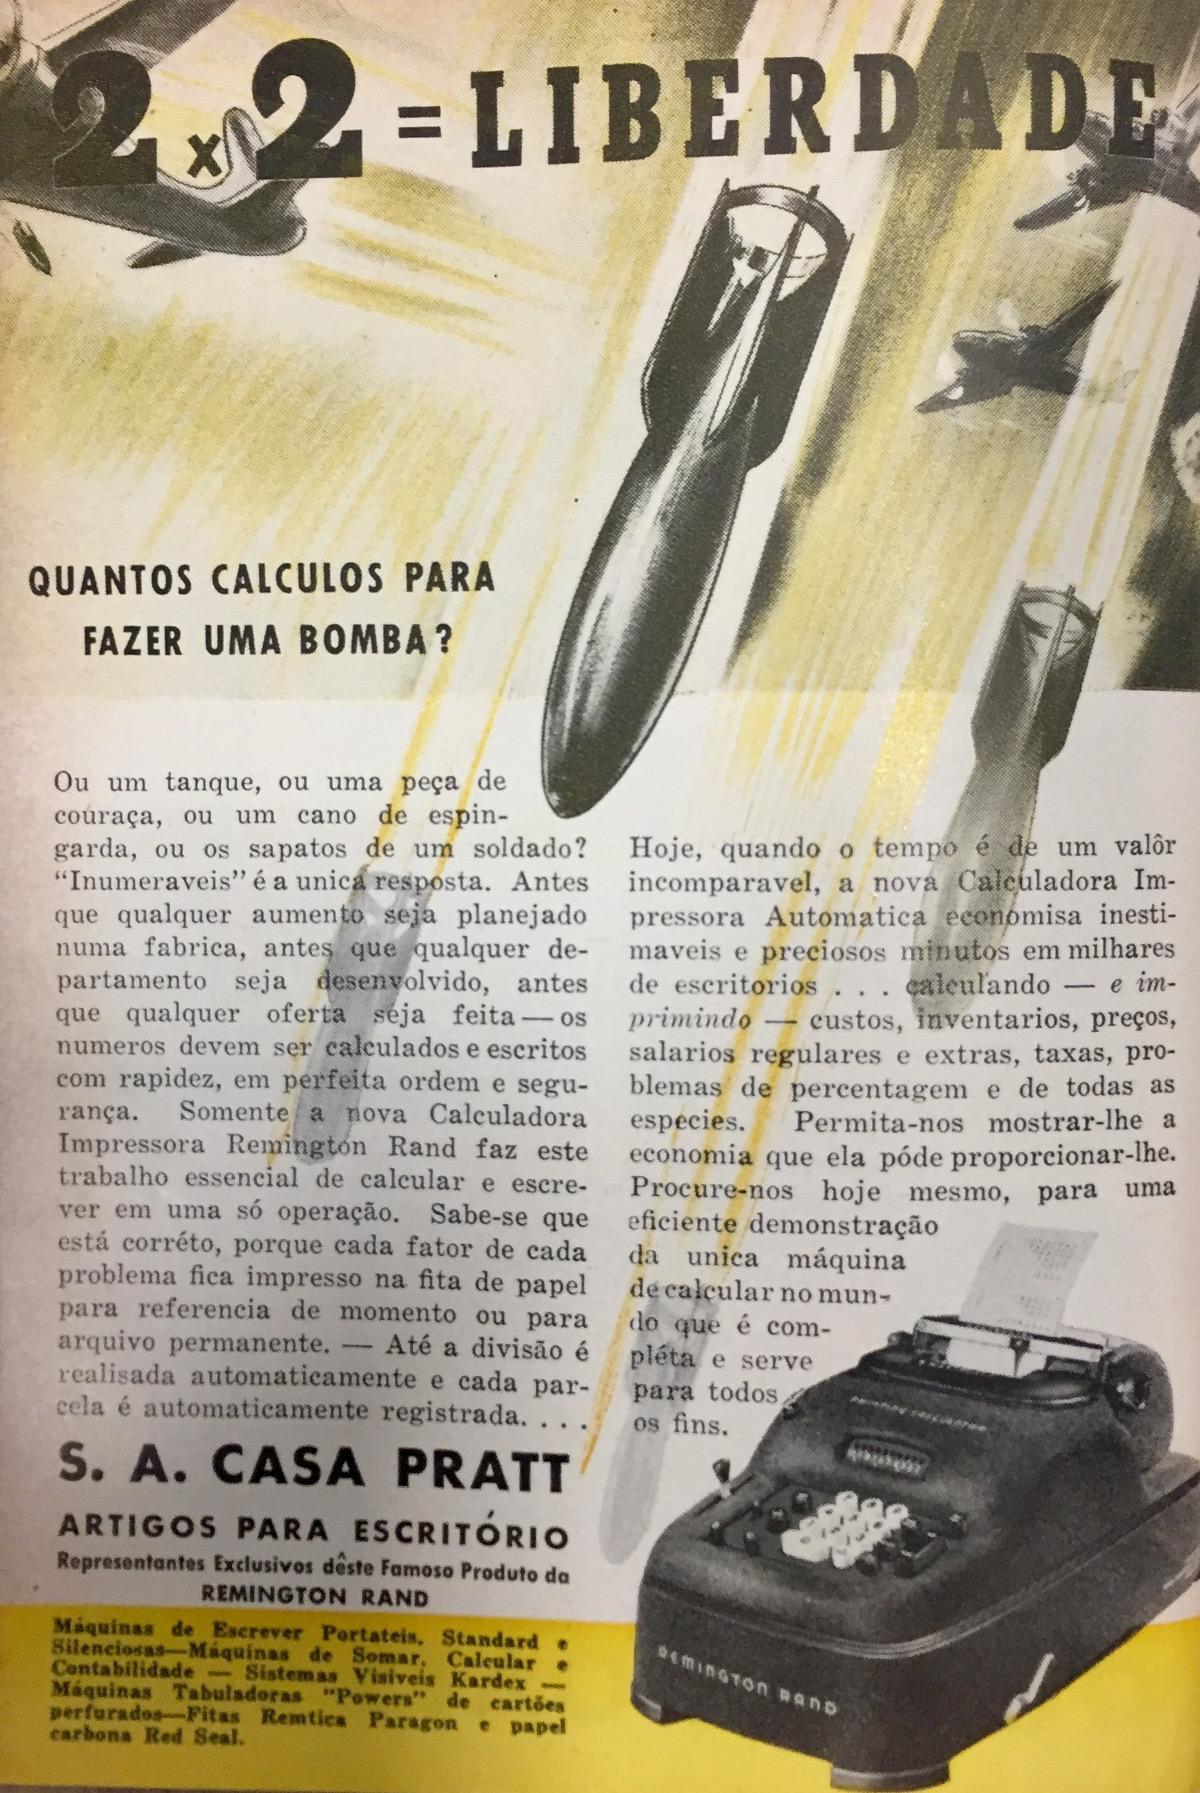 2 x 2 = LIBERDADE
QUANTOS CALCULOS PARA
FAZER UMA BOMBA?
Ou um tanque, ou uma peça de
couraça, ou um cano de espin-
garda, ou os sapatos de um soldado?
“Inumeraveis” é a unica resposta. Antes
que qualquer aumento seja planejado
numa fabrica, antes que qualquer de-
partamento seja desenvolvido, antes
que qualquer oferta seja feita — os
numeros devem ser calculados e escritos
com rapidez, em perfeita ordem e segu-
rança. Somente a nova Calculadora
Impressora Remington Rand faz este
trabalho essencial de calcular e escre-
ver em uma só operação. Sabe-se que
está corréto, porque cada fator de cada
problema fica impresso na fita de papel
para referencia de momento ou para
arquivo permanente. — Até a divisão é
realisada automaticamente e cada par-
cela é automaticamente registrada. . . .
Hoje, quando o tempo é de um valôr
incomparavel, a nova Calculadora Im-
pressora Automatica economisa inesti-
maveis e preciosos minutos em milhares
de escritorios . . . calculando — e im-
primindo — custos, inventarios, preços,
salarios regulares e extras, taxas, pro-
blemas de percentagem e de todas as
especies. Permita-nos mostrar-lhe a
economia que ela póde proporcionar-lhe.
Procure-nos hoje mesmo, para uma
eficiente demonstração
da unica máquina
de calcular no mun-
do que é com-
pléta e serve
para todos
os fins.
S. A. CASA PRATT
ARTIGOS PARA ESCRITÓRIO
Representantes Exclusivos dêste Famoso Produto da
REMINGTON RAND
Máquinas de Escrever Portateis, Standard e
Silenciosas—Máquinas de Somar, Calcular e
Contabilidade — Sistemas Visiveis Kardex —
Máquinas Tabuladoras "Powers" de cartões
perfurados—Fitas Remtica Paragon e papel
carbona Red Seal.
REMINGTON RAND